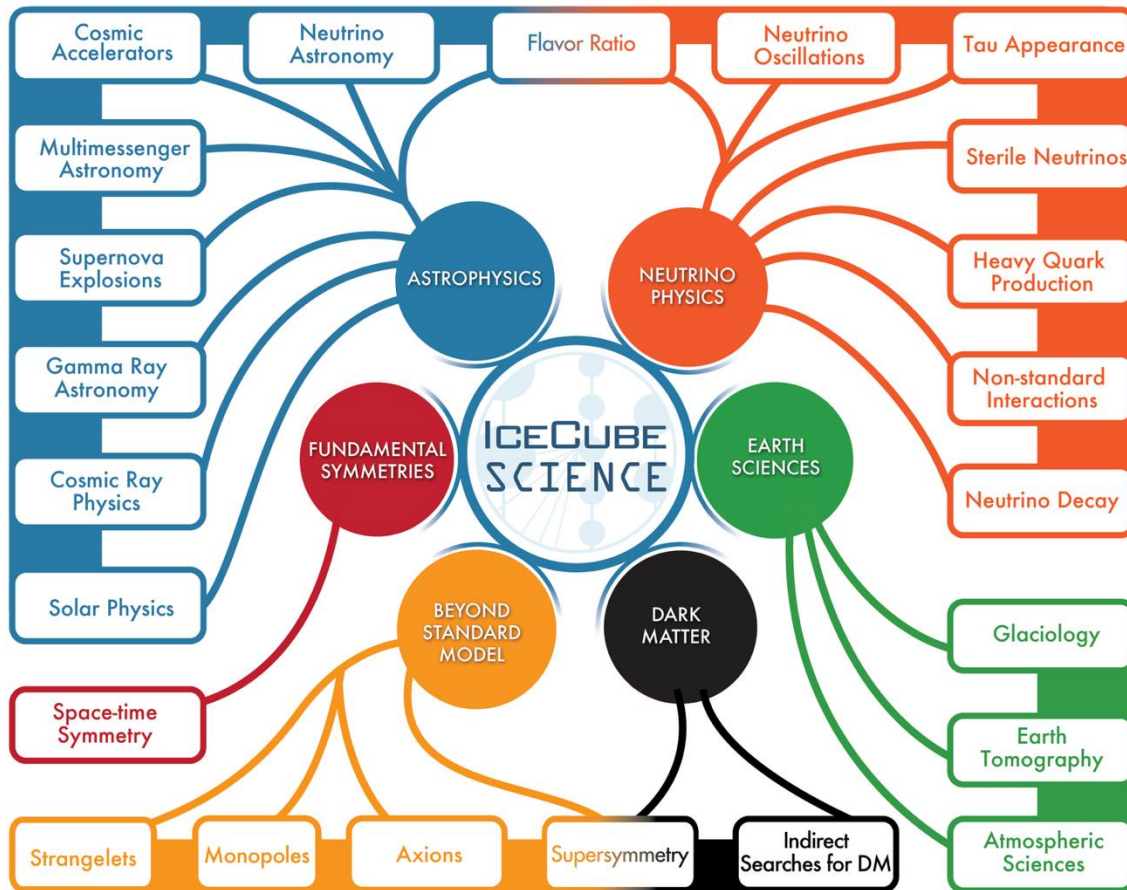 Cosmic
Accelerators
Neutrino
Astronomy
Flavor Ratio
Neutrino
Oscillations
Tau Appearance
Multimessenger
Astronomy
Sterile Neutrinos
Supernova
Explosions
ASTROPHYSICS
NEUTRINO
PHYSICS
Heavy Quark
Production
Gamma Ray
Astronomy
Non-standard
Interactions
FUNDAMENTAL
SYMMETRIES
ICECUBE
SCIENCE
EARTH
SCIENCES
Cosmic Ray
Physics
Neutrino Decay
Solar Physics
BEYOND
STANDARD
MODEL
DARK
MATTER
Glaciology
Space-time
Symmetry
Earth
Tomography
Strangelets
Monopoles
Axions
Supersymmetry
Indirect
Searches for DM
Atmospheric
Sciences